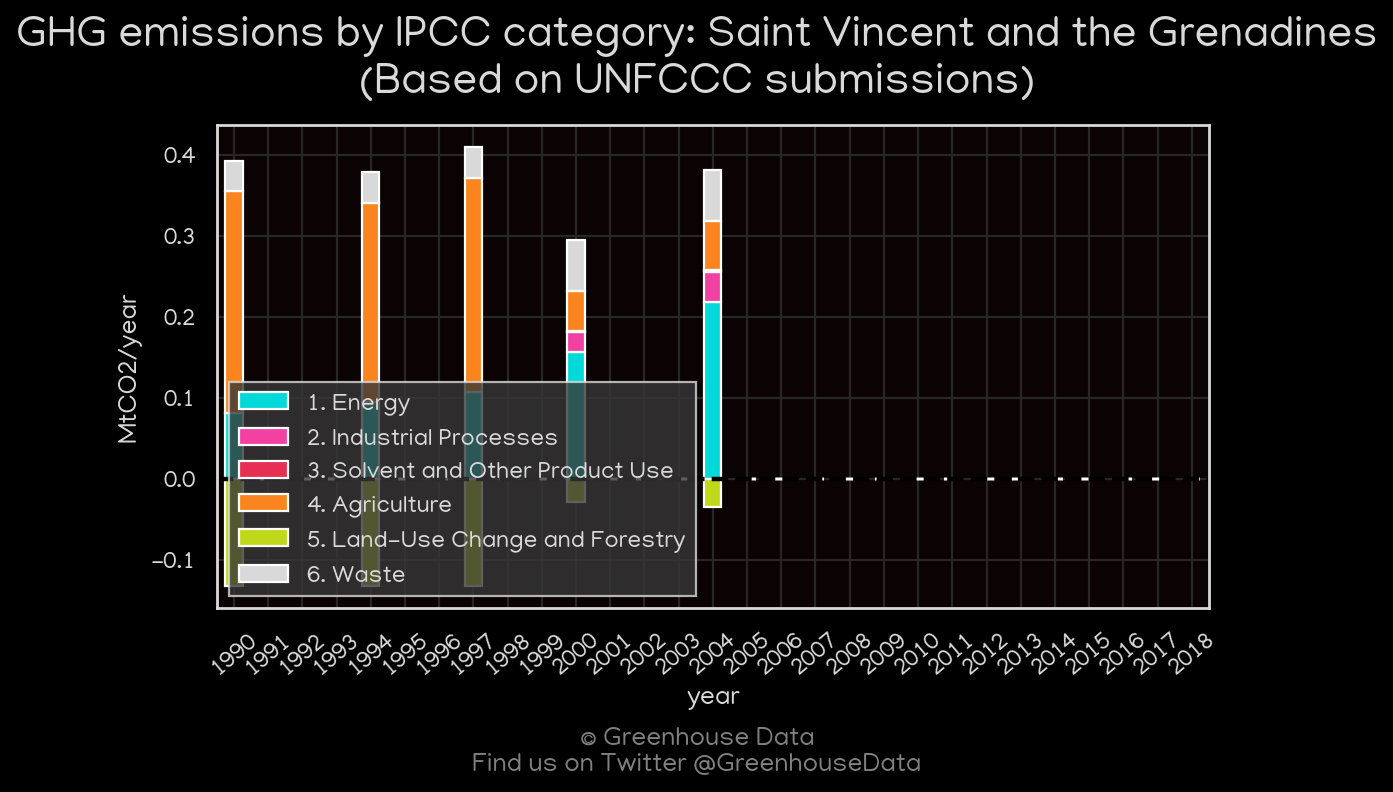 GHG emissions by IPCC category: Saint Vincent and the Grenadines
(Based on UNFCCC submissions)
MtCO2/year
0.4
0.3
0.2
0.1
0.0
−0.1
1. Energy
2. Industrial Processes
3. Solvent and Other Product Use
4. Agriculture
5. Land-Use Change and Forestry
6. Waste
1990 1991 1992 1993 1994 1995 1996 1997 1998 1999 2000 2001 2002 2003 2004 2005 2006 2007 2008 2009 2010 2011 2012 2013 2014 2015 2016 2017 2018
year
© Greenhouse Data
Find us on Twitter @GreenhouseData